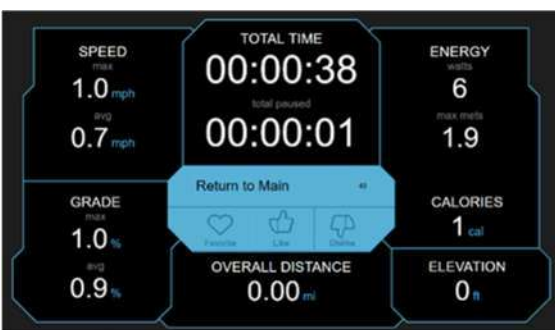 SPEED
max
1.0 mph
avg
0.7 mph
GRADE
max
1.0 %
avg
0.9 %
TOTAL TIME
00:00:38
total paused
00:00:01
Return to Main
Favorite
Like
Dislike
OVERALL DISTANCE
0.00 mi
ENERGY
watts
6
max mets
1.9
CALORIES
1 cal
ELEVATION
0 ft